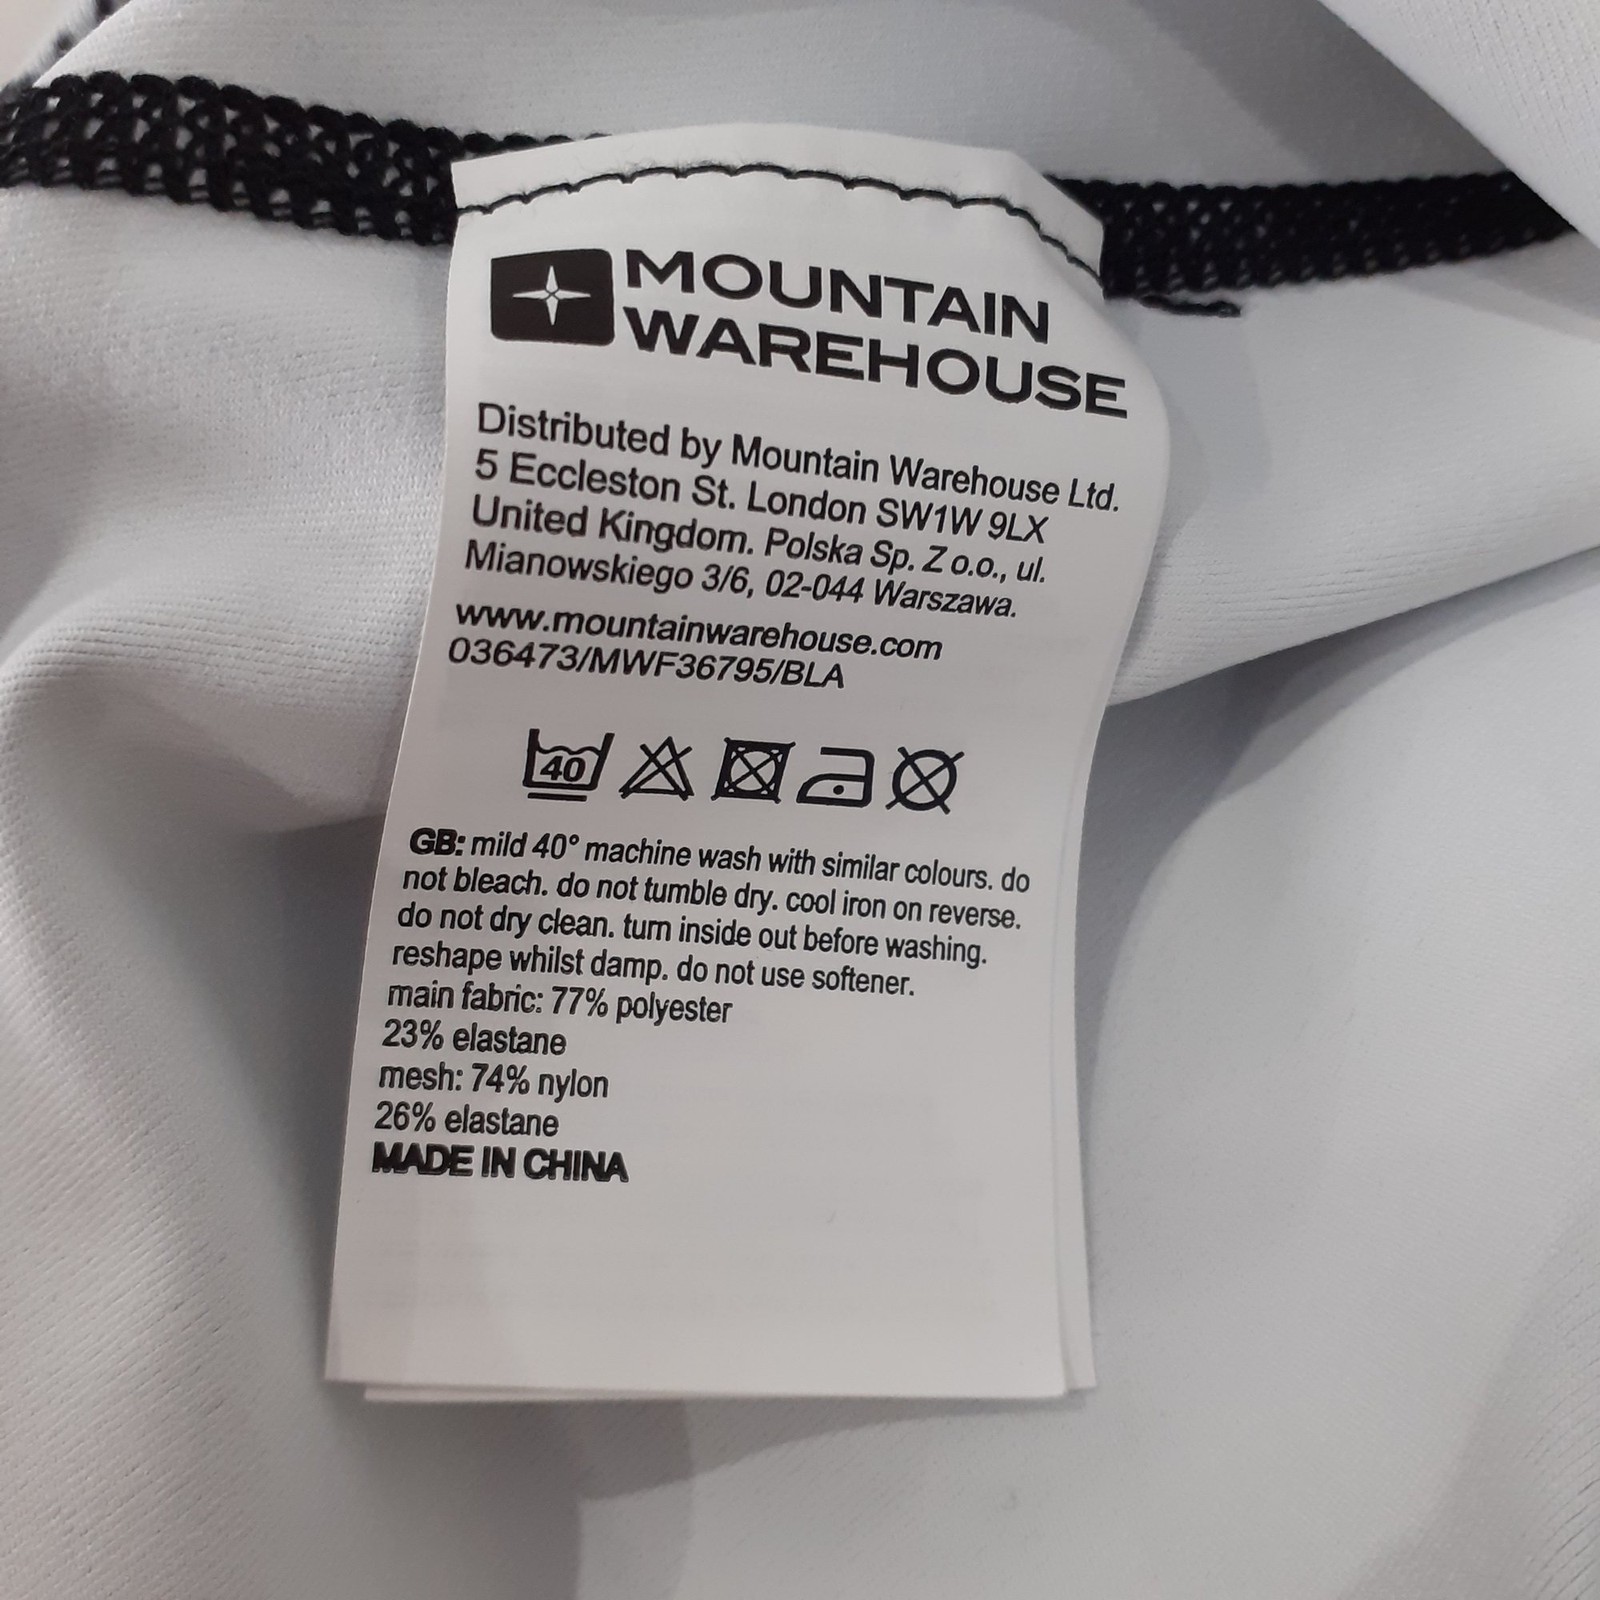 MOUNTAIN
WAREHOUSE
Distributed by Mountain Warehouse Ltd.
5 Eccleston St. London SW1W 9LX
United Kingdom. Polska Sp. Z o.o., ul.
Mianowskiego 3/6, 02-044 Warszawa.
www.mountainwarehouse.com
036473/MWF36795/BLA
40
GB: mild 40° machine wash with similar colours. do
not bleach. do not tumble dry. cool iron on reverse.
do not dry clean. turn inside out before washing.
reshape whilst damp. do not use softener.
main fabric: 77% polyester
23% elastane
mesh: 74% nylon
26% elastane
MADE IN CHINA